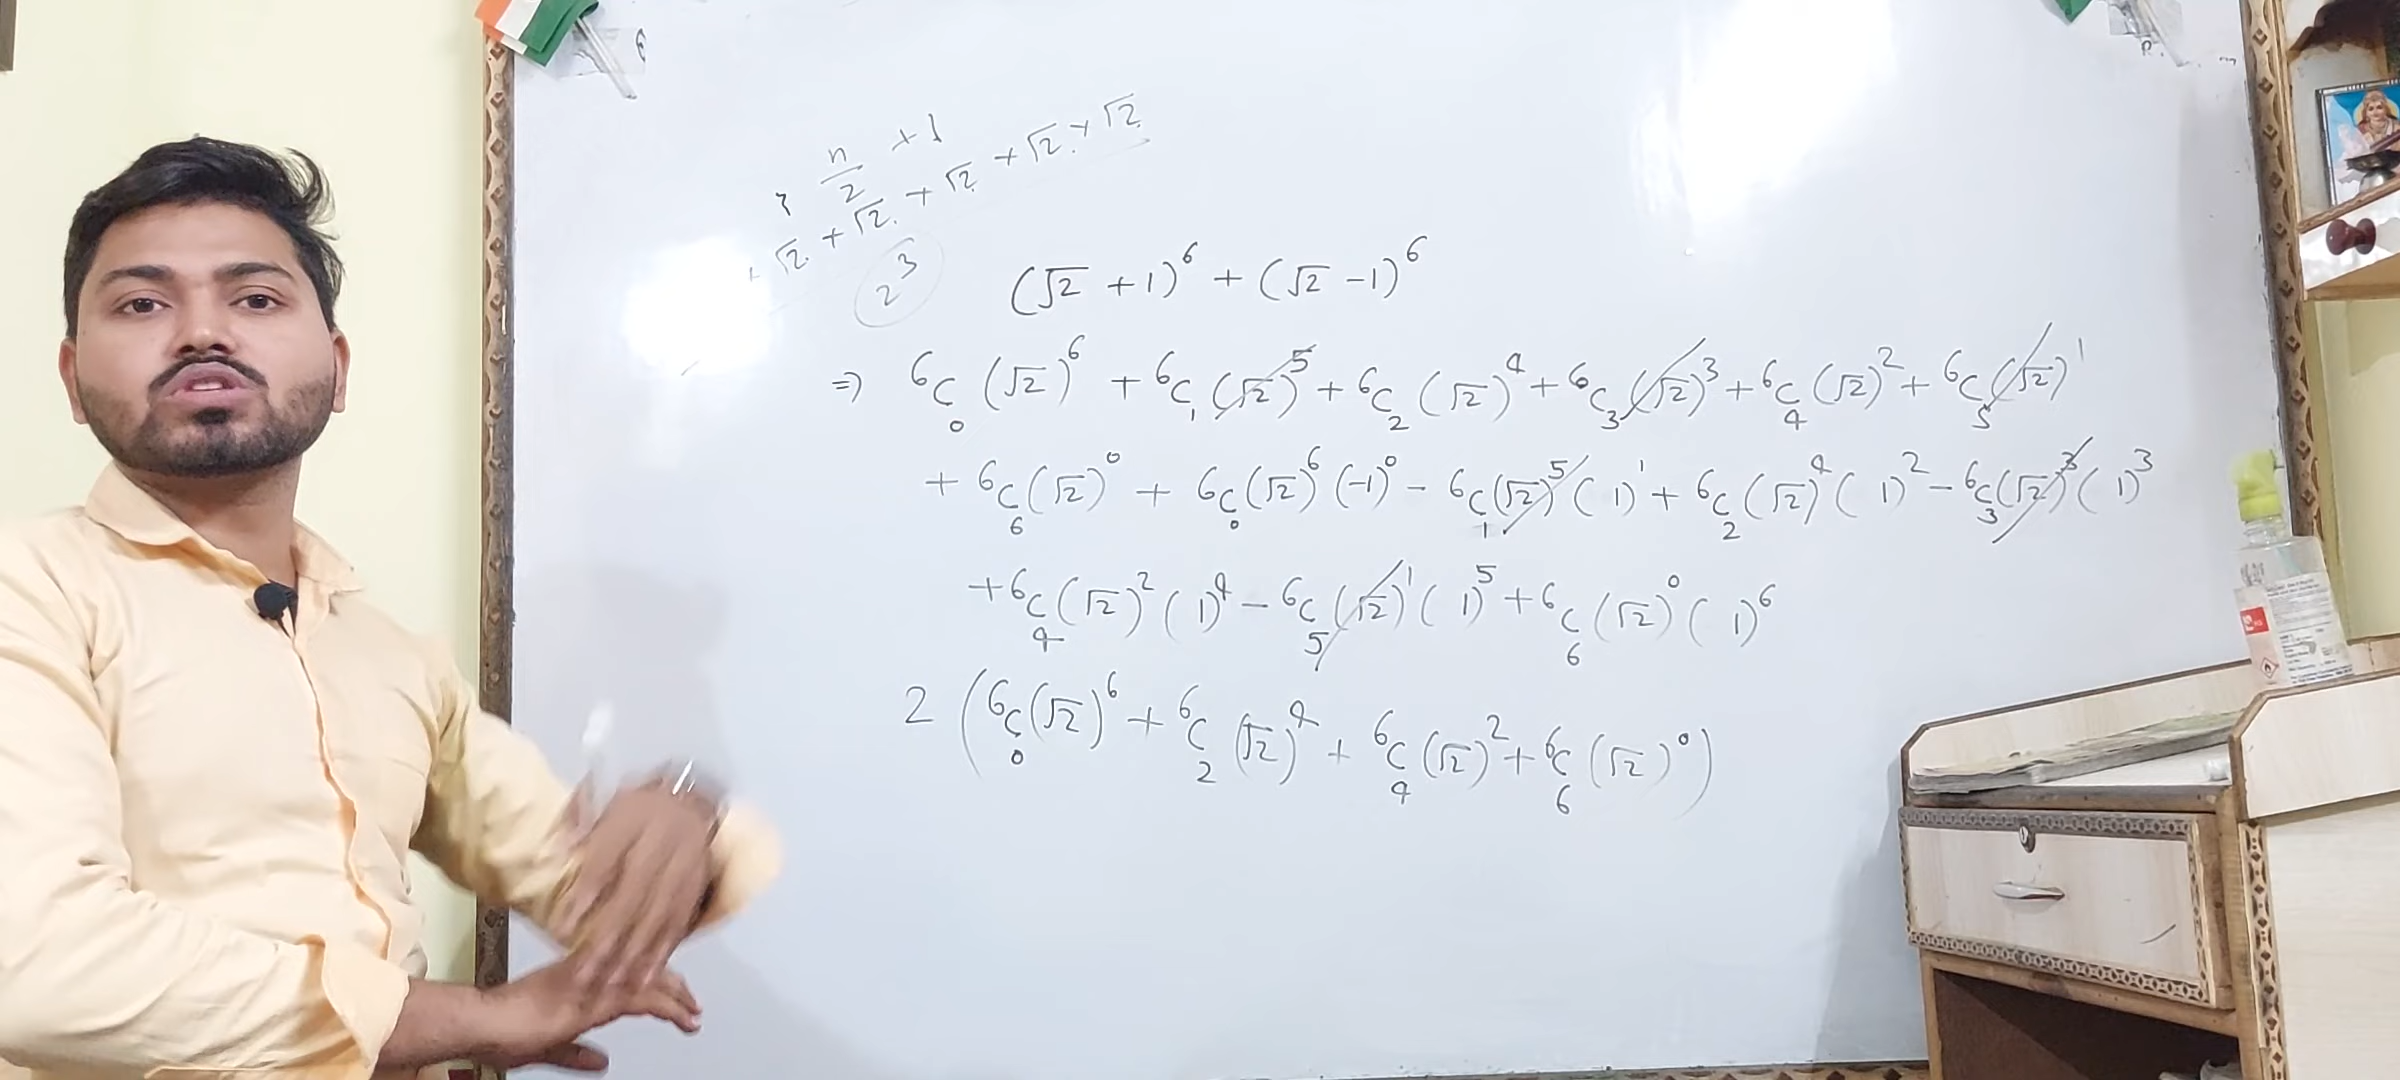 n/2 + 1
+ √2 + √2 + √2 + √2 + √2
2³
(√2 + 1)⁶ + (√2 - 1)⁶
⇒ ⁶C₀ (√2)⁶ + ⁶C₁ (√2)⁵ + ⁶C₂ (√2)⁴ + ⁶C₃ (√2)³ + ⁶C₄ (√2)² + ⁶C₅ (√2)¹
+ ⁶C₆ (√2)⁰ + ⁶C₀ (√2)⁶ (-1)⁰ - ⁶C₁ (√2)⁵ (1)¹ + ⁶C₂ (√2)⁴ (1)² - ⁶C₃ (√2)³ (1)³
+ ⁶C₄ (√2)² (1)⁴ - ⁶C₅ (√2)¹ (1)⁵ + ⁶C₆ (√2)⁰ (1)⁶
2 (⁶C₀ (√2)⁶ + ⁶C₂ (√2)⁴ + ⁶C₄ (√2)² + ⁶C₆ (√2)⁰)